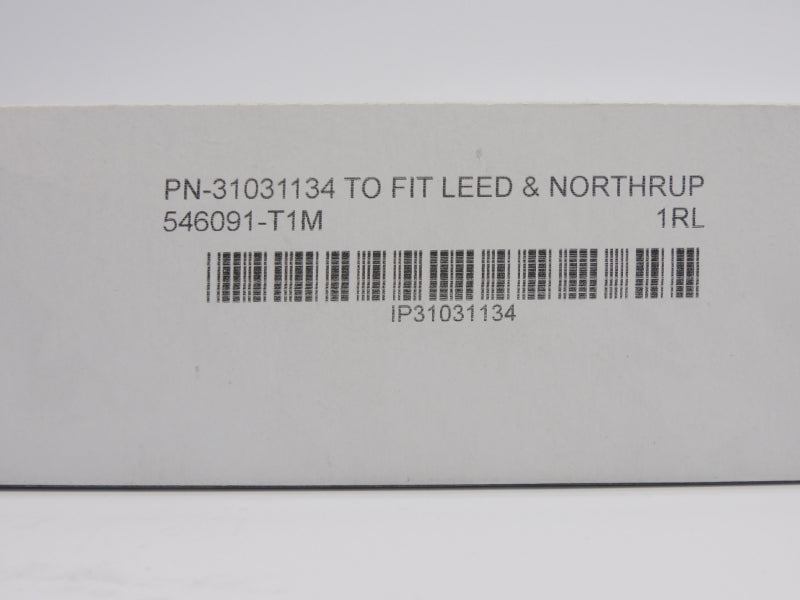 PN-31031134 TO FIT LEED & NORTHRUP
546091-T1M 1RL
IP31031134